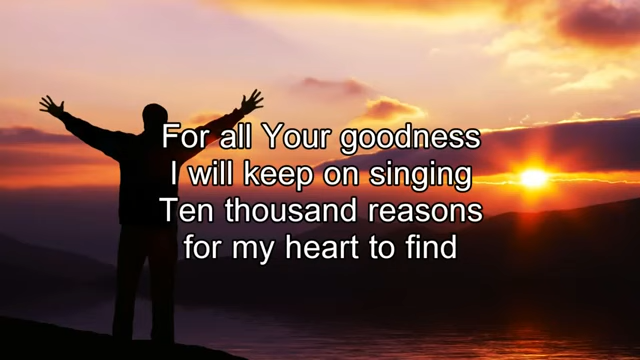 For all Your goodness
I will keep on singing
Ten thousand reasons
for my heart to find